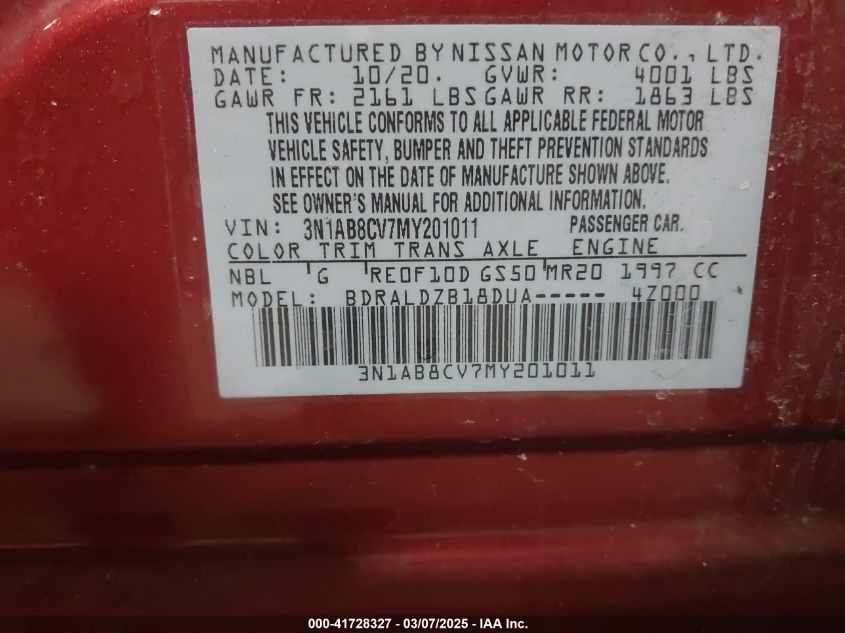 MANUFACTURED BY NISSAN MOTOR CO., LTD.
DATE: 10/20. GVWR: 4001 LBS
GAWR FR: 2161 LBS GAWR RR: 1863 LBS
THIS VEHICLE CONFORMS TO ALL APPLICABLE FEDERAL MOTOR
VEHICLE SAFETY, BUMPER AND THEFT PREVENTION STANDARDS
IN EFFECT ON THE DATE OF MANUFACTURE SHOWN ABOVE.
SEE OWNER'S MANUAL FOR ADDITIONAL INFORMATION.
VIN: 3N1AB8CV7MY201011 PASSENGER CAR.
COLOR TRIM TRANS AXLE ENGINE
NBL G RE0F10D GS50 MR20 1997 CC
MODEL: BDRALDZB18DUA----- 4Z000
3N1AB8CV7MY201011
000-41728327 - 03/07/2025 - IAA Inc.